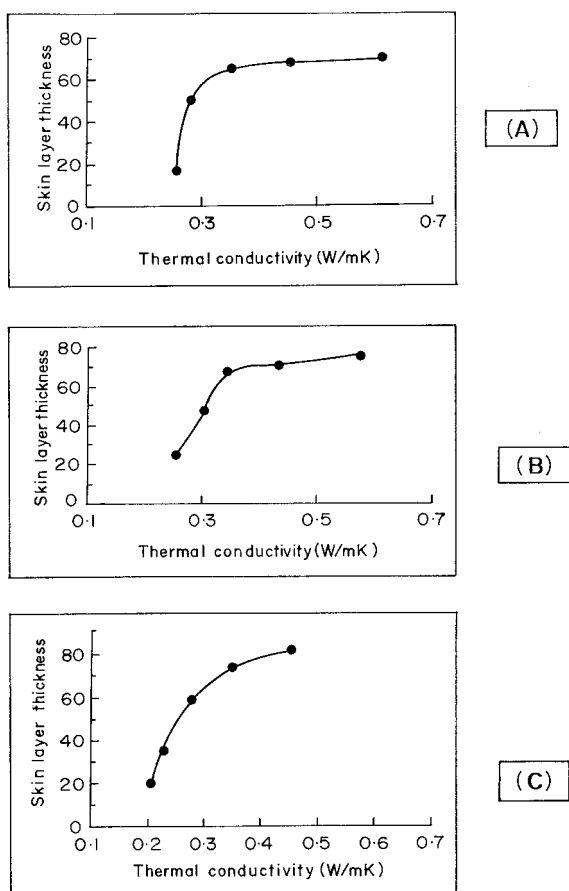 Skin layer thickness
80
60
40
20
0
0·1 0·3 0·5 0·7
Thermal conductivity (W/mK)
(A)
Skin layer thickness
80
60
40
20
0
0·1 0·3 0·5 0·7
Thermal conductivity (W/mK)
(B)
Skin layer thickness
80
60
40
20
0
0·1 0·2 0·3 0·4 0·5 0·6 0·7
Thermal conductivity (W/mK)
(C)